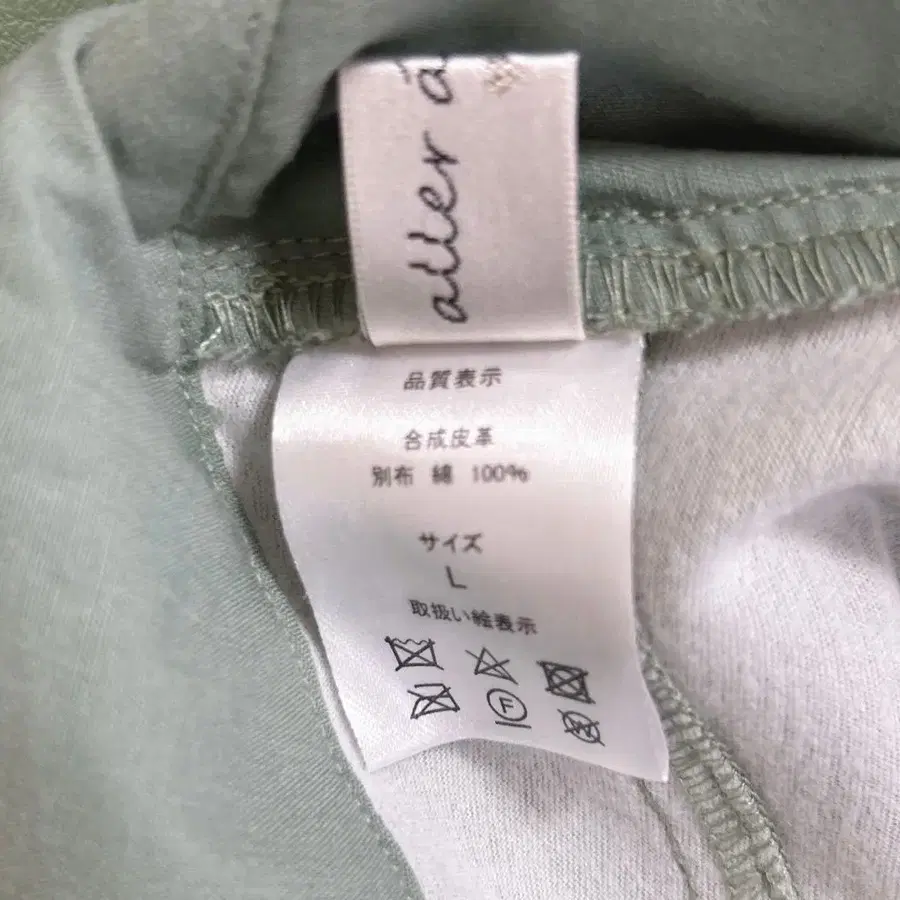 aller a
品質表示
合成皮革
別布 綿 100%
サイズ
L
取扱い絵表示
F
W